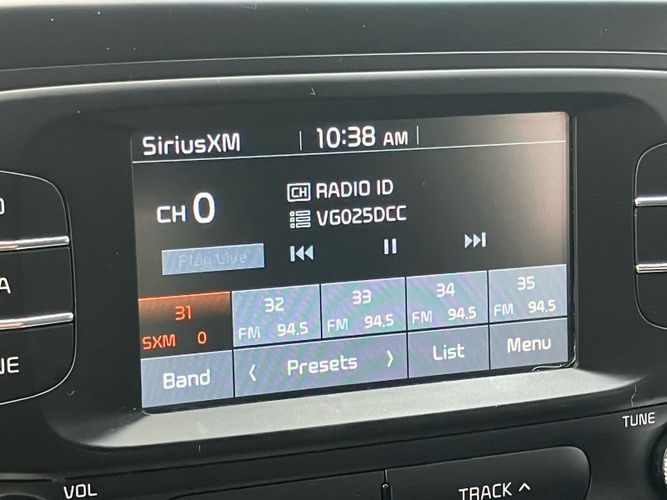 SiriusXM | 10:38 AM |
CH 0
CH RADIO ID
VG025DCC
Play Live
31 32 33 34 35
SXM 0 FM 94.5 FM 94.5 FM 94.5 FM 94.5
Band < Presets > List Menu
TUNE
VOL
TRACK